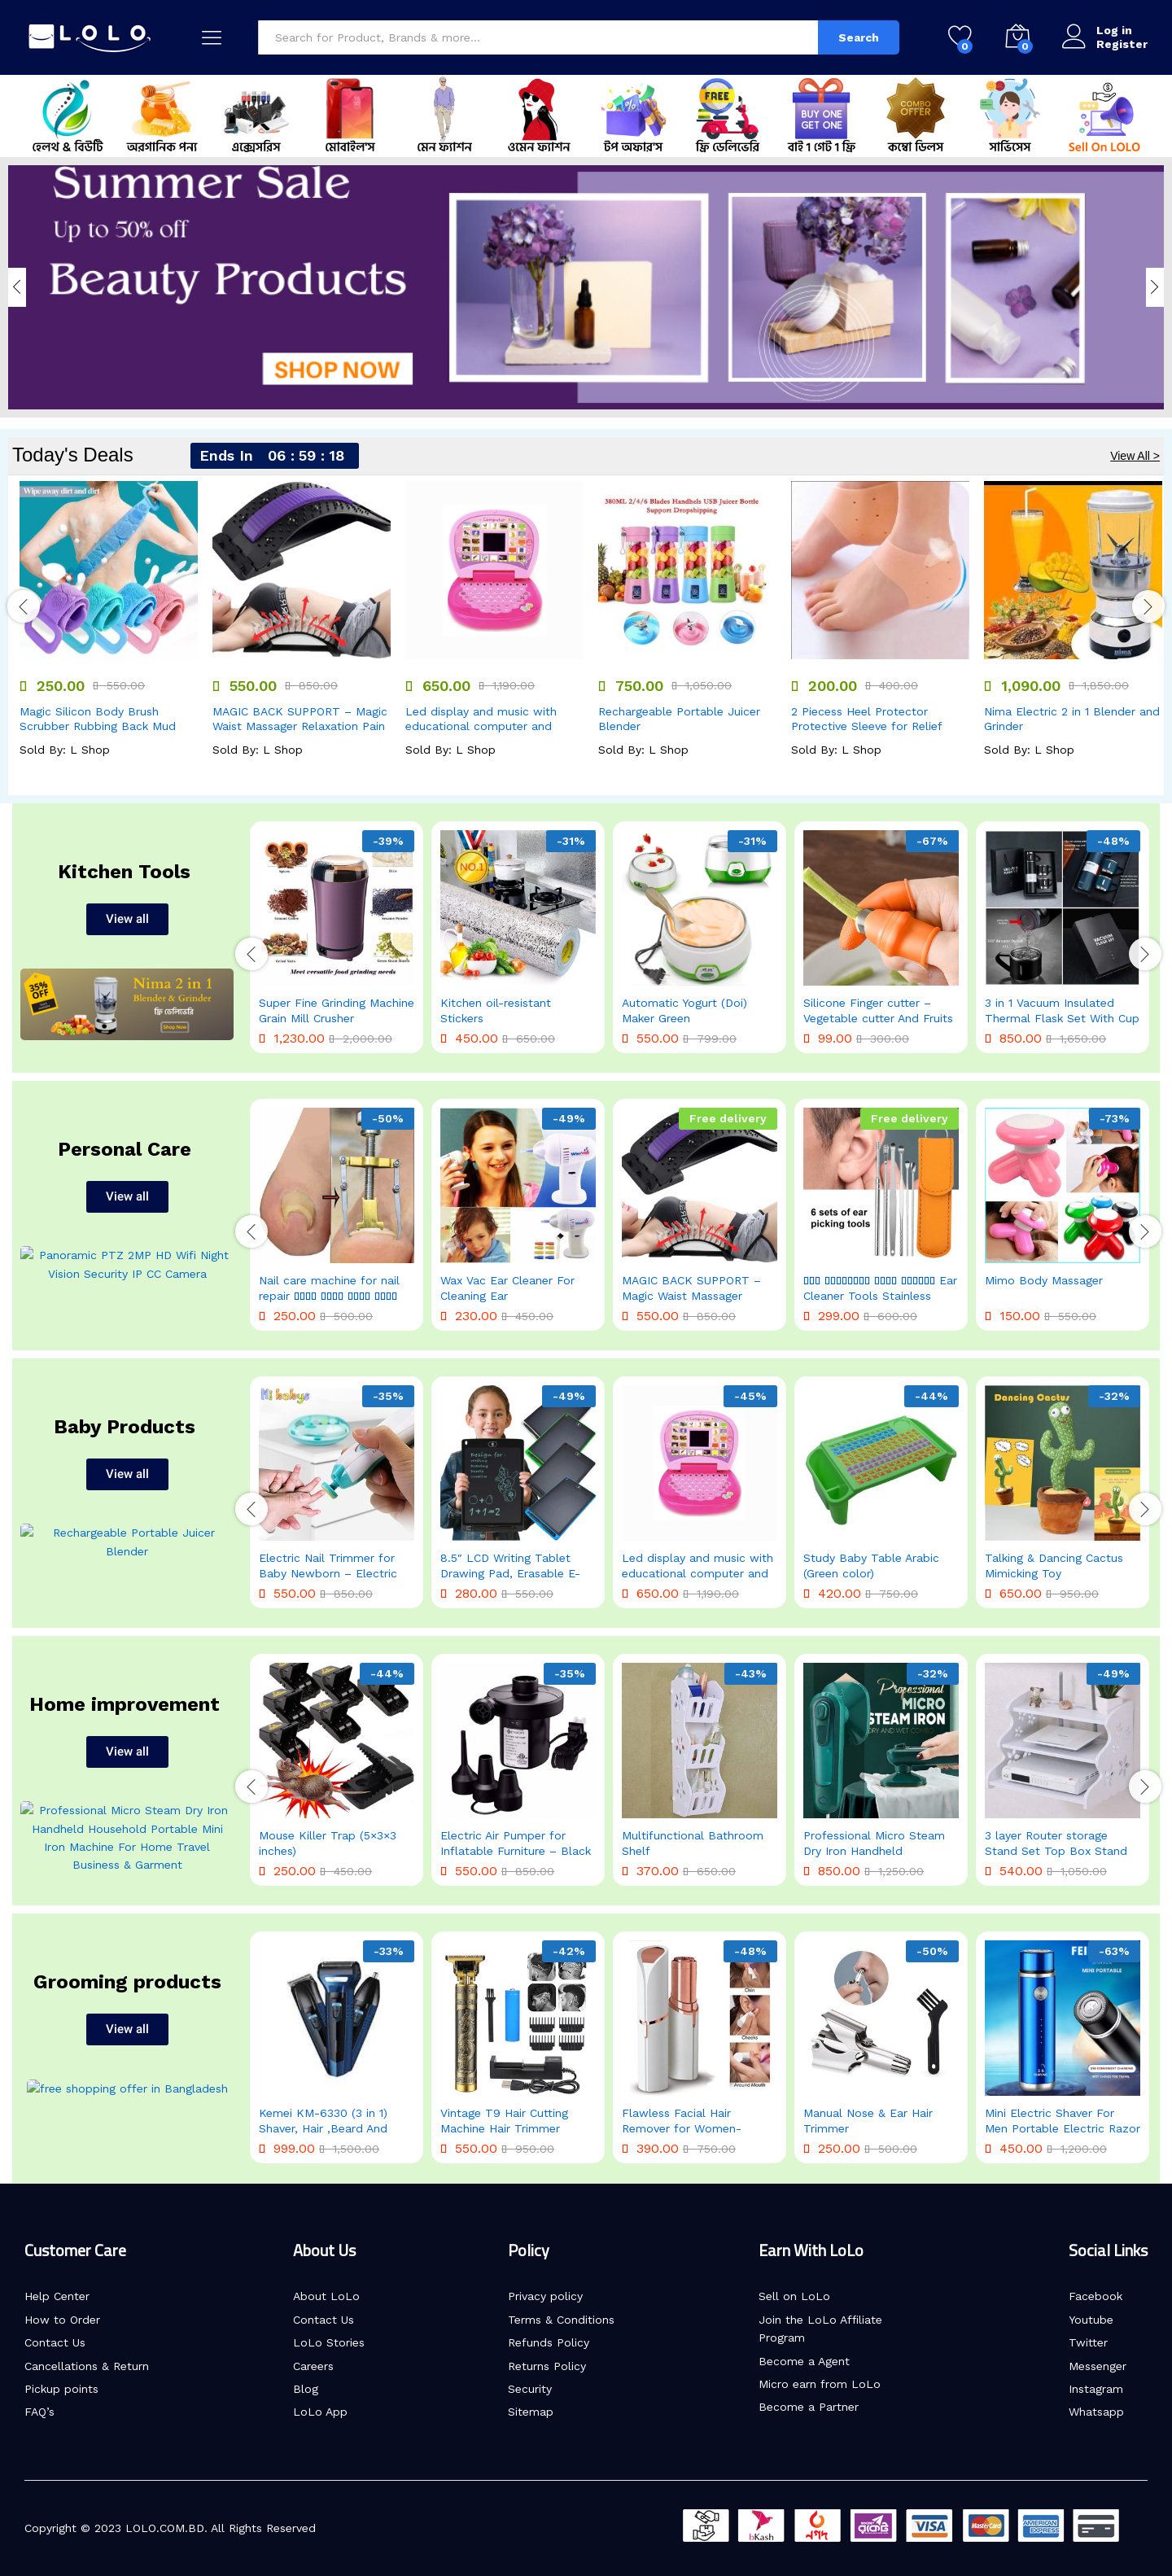 LOLO
Search for Product, Brands & more...
Search
0
0
Log in
Register
FREE
BUY ONE
GET ONE
COMBO
OFFER
হেলথ & বিউটি
অরগানিক পন্য
এক্সেসরিস
মোবাইল'স
মেন ফ্যাশন
ওমেন ফ্যাশন
টপ অফার'স
ফ্রি ডেলিভেরি
বাই 1 গেট 1 ফ্রি
কম্বো ডিলস
সার্ভিসেস
Sell On LOLO
Summer Sale
Up to 50% off
Beauty Products
SHOP NOW
Today's Deals
Ends In 06 : 59 : 18
View All >
Wipe away dirt and dirt
Computer
380ML 2/4/6 Blades Handhels USB Juicer Bottle
Support Dropshipping
250.00 550.00
550.00 850.00
650.00 1,190.00
750.00 1,050.00
200.00 400.00
1,090.00 1,850.00
Magic Silicon Body Brush
Scrubber Rubbing Back Mud
MAGIC BACK SUPPORT – Magic
Waist Massager Relaxation Pain
Led display and music with
educational computer and
Rechargeable Portable Juicer
Blender
2 Piecess Heel Protector
Protective Sleeve for Relief
Nima Electric 2 in 1 Blender and
Grinder
Sold By: L Shop
Sold By: L Shop
Sold By: L Shop
Sold By: L Shop
Sold By: L Shop
Sold By: L Shop
Kitchen Tools
View all
35%
OFF
Nima 2 in 1
Blender & Grinder
ফ্রি ডেলিভারি
Shop Now
-39%
Meet versatile food grinding needs
-31%
NO.1
-31%
-67%
-48%
Super Fine Grinding Machine
Grain Mill Crusher
1,230.00 2,000.00
Kitchen oil-resistant
Stickers
450.00 650.00
Automatic Yogurt (Doi)
Maker Green
550.00 799.00
Silicone Finger cutter –
Vegetable cutter And Fruits
99.00 300.00
3 in 1 Vacuum Insulated
Thermal Flask Set With Cup
850.00 1,650.00
Personal Care
View all
Panoramic PTZ 2MP HD Wifi Night
Vision Security IP CC Camera
-50%
-49%
Free delivery
Free delivery
6 sets of ear
picking tools
-73%
Nail care machine for nail
repair
250.00 500.00
Wax Vac Ear Cleaner For
Cleaning Ear
230.00 450.00
MAGIC BACK SUPPORT –
Magic Waist Massager
550.00 850.00
Ear
Cleaner Tools Stainless
299.00 600.00
Mimo Body Massager
150.00 550.00
Baby Products
View all
Rechargeable Portable Juicer
Blender
-35%
-49%
-45%
-44%
-32%
Dancing Cactus
Electric Nail Trimmer for
Baby Newborn – Electric
550.00 850.00
8.5" LCD Writing Tablet
Drawing Pad, Erasable E-
280.00 550.00
Led display and music with
educational computer and
650.00 1,190.00
Study Baby Table Arabic
(Green color)
420.00 750.00
Talking & Dancing Cactus
Mimicking Toy
650.00 950.00
Home improvement
View all
Professional Micro Steam Dry Iron
Handheld Household Portable Mini
Iron Machine For Home Travel
Business & Garment
-44%
-35%
-43%
-32%
Professional
MICRO
STEAM IRON
-49%
Mouse Killer Trap (5×3×3
inches)
250.00 450.00
Electric Air Pumper for
Inflatable Furniture – Black
550.00 850.00
Multifunctional Bathroom
Shelf
370.00 650.00
Professional Micro Steam
Dry Iron Handheld
850.00 1,250.00
3 layer Router storage
Stand Set Top Box Stand
540.00 1,050.00
Grooming products
View all
free shopping offer in Bangladesh
-33%
-42%
-48%
Chin
Cheeks
Around Mouth
-50%
-63%
MINI PORTABLE
Kemei KM-6330 (3 in 1)
Shaver, Hair ,Beard And
999.00 1,500.00
Vintage T9 Hair Cutting
Machine Hair Trimmer
550.00 950.00
Flawless Facial Hair
Remover for Women-
390.00 750.00
Manual Nose & Ear Hair
Trimmer
250.00 500.00
Mini Electric Shaver For
Men Portable Electric Razor
450.00 1,200.00
Customer Care
Help Center
How to Order
Contact Us
Cancellations & Return
Pickup points
FAQ's
About Us
About LoLo
Contact Us
LoLo Stories
Careers
Blog
LoLo App
Policy
Privacy policy
Terms & Conditions
Refunds Policy
Returns Policy
Security
Sitemap
Earn With LoLo
Sell on LoLo
Join the LoLo Affiliate
Program
Become a Agent
Micro earn from LoLo
Become a Partner
Social Links
Facebook
Youtube
Twitter
Messenger
Instagram
Whatsapp
Copyright © 2023 LOLO.COM.BD. All Rights Reserved
bKash
নগদ
VISA
MasterCard
AMERICAN EXPRESS